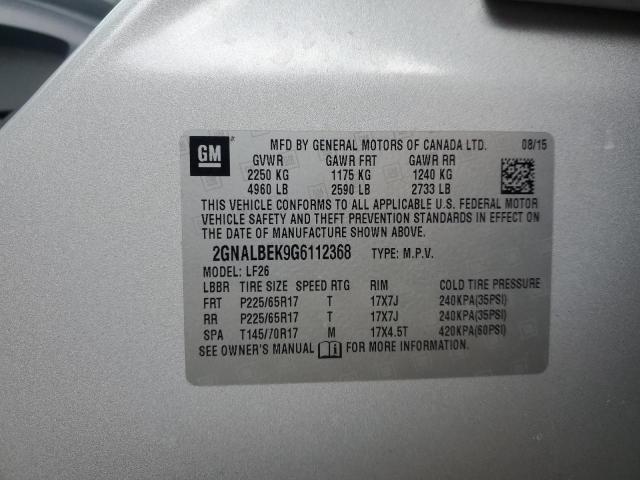 GM
MFD BY GENERAL MOTORS OF CANADA LTD. 08/15
GVWR GAWR FRT GAWR RR
2250 KG 1175 KG 1240 KG
4960 LB 2590 LB 2733 LB
THIS VEHICLE CONFORMS TO ALL APPLICABLE U.S. FEDERAL MOTOR
VEHICLE SAFETY AND THEFT PREVENTION STANDARDS IN EFFECT ON
THE DATE OF MANUFACTURE SHOWN ABOVE.
2GNALBEK9G6112368 TYPE: M.P.V.
MODEL: LF26
LBBR TIRE SIZE SPEED RTG RIM COLD TIRE PRESSURE
FRT P225/65R17 T 17X7J 240KPA(35PSI)
RR P225/65R17 T 17X7J 240KPA(35PSI)
SPA T145/70R17 M 17X4.5T 420KPA(60PSI)
SEE OWNER'S MANUAL FOR MORE INFORMATION.